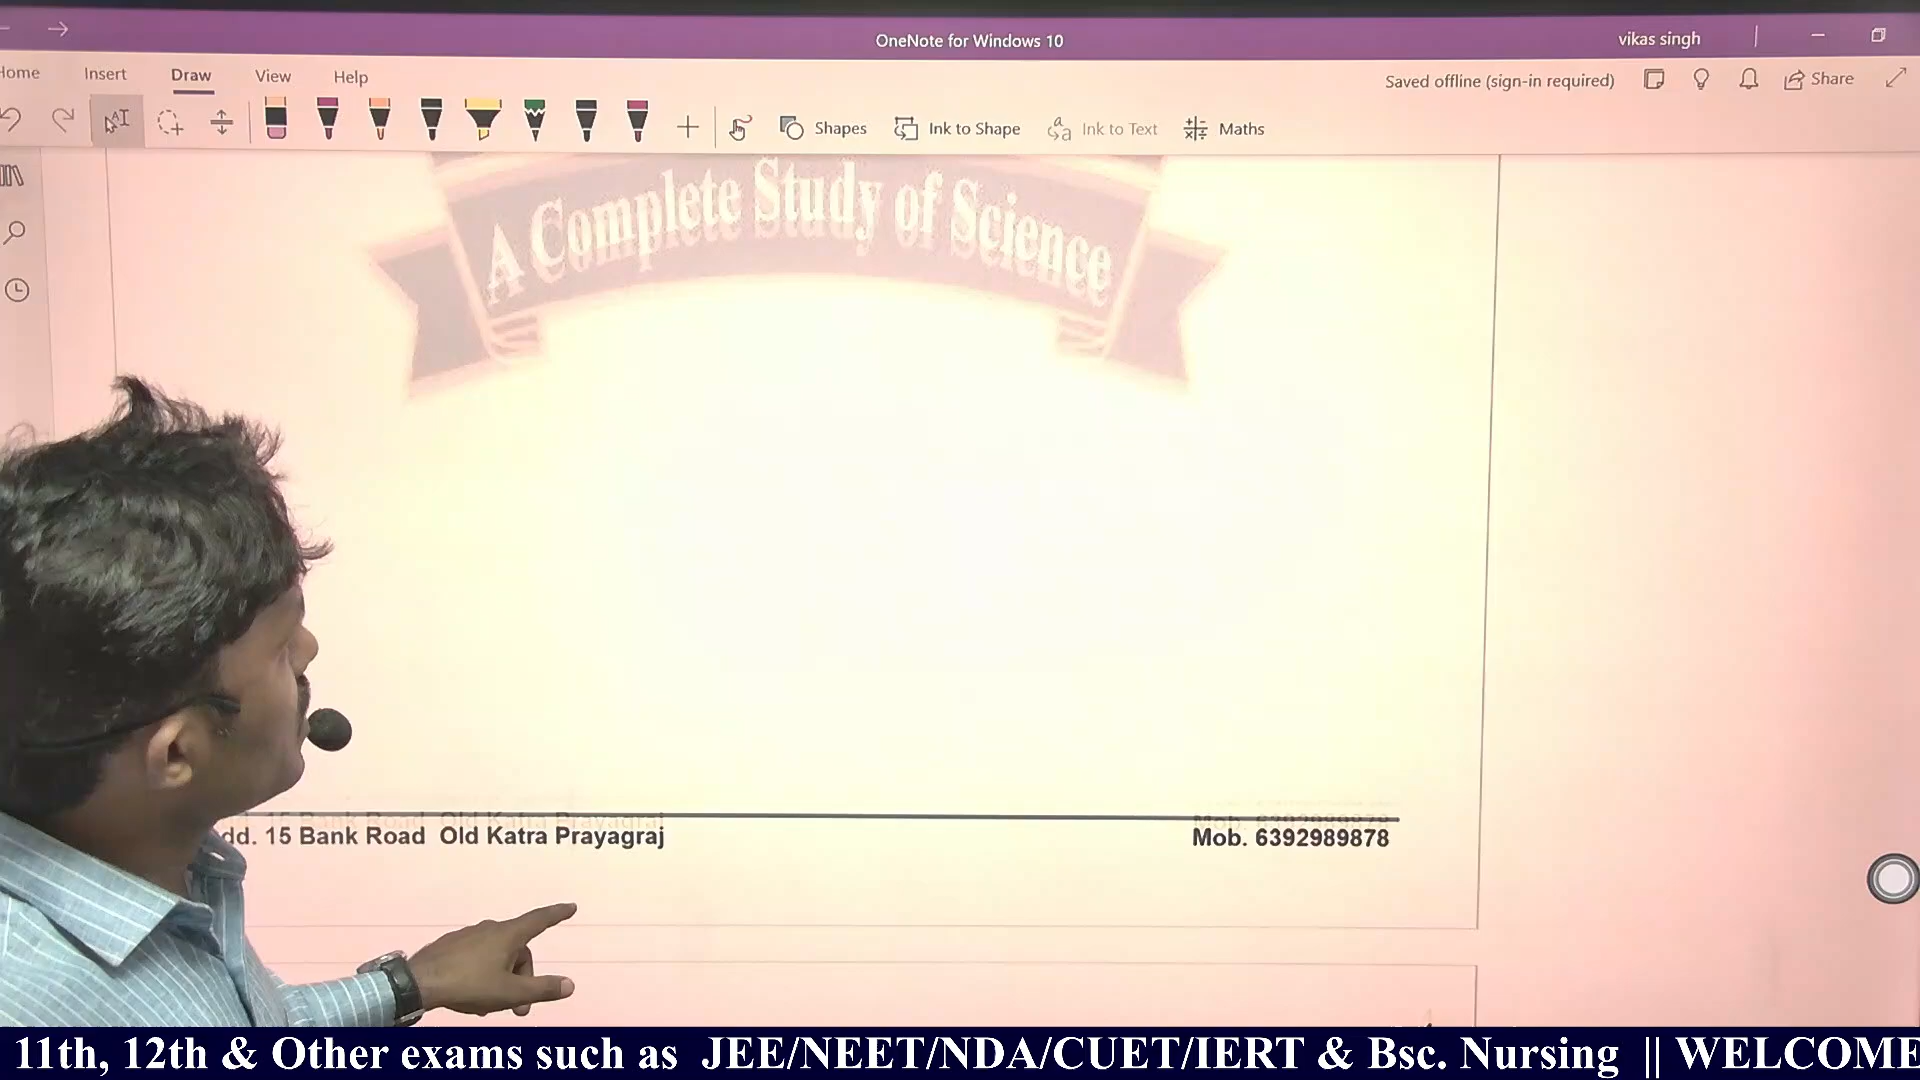 OneNote for Windows 10
vikas singh
Home Insert Draw View Help
Saved offline (sign-in required) Share
Shapes Ink to Shape Ink to Text Maths
A Complete Study of Science
dd. 15 Bank Road Old Katra Prayagraj
Mob. 6392989878
11th, 12th & Other exams such as JEE/NEET/NDA/CUET/IERT & Bsc. Nursing || WELCOME